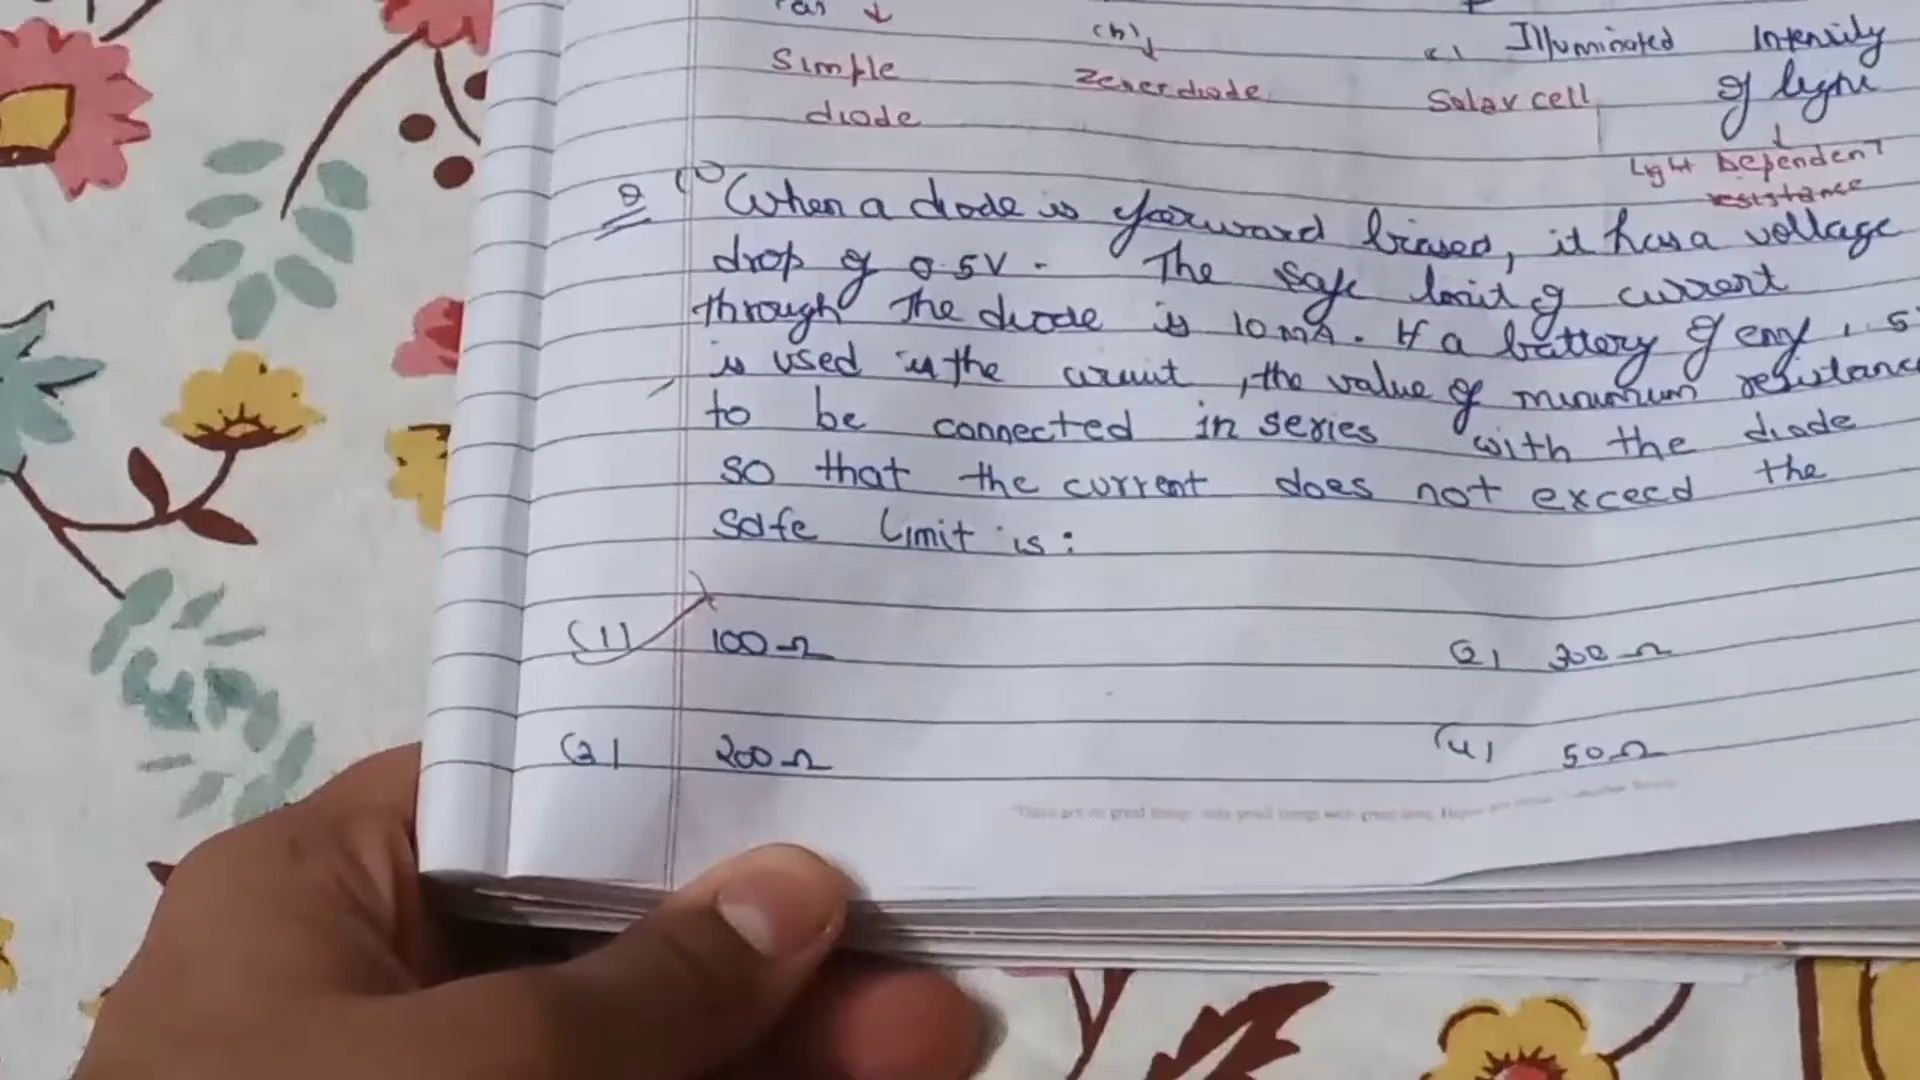 (a) ↓ (b)↓ (c) Illuminated Intensity
Simple Zener diode Solar cell of light
diode ↓
Light Dependent
resistance
Q (1) When a diode is forward biased, it has a voltage
drop of 0.5V. The safe limit of current
through the diode is 10 mA. If a battery of emf 1.5
is used in the circuit, the value of minimum resistance
to be connected in series with the diode
so that the current does not exceed the
safe limit is:
(1) 100Ω (2) 300Ω
(3) 200Ω (4) 50Ω